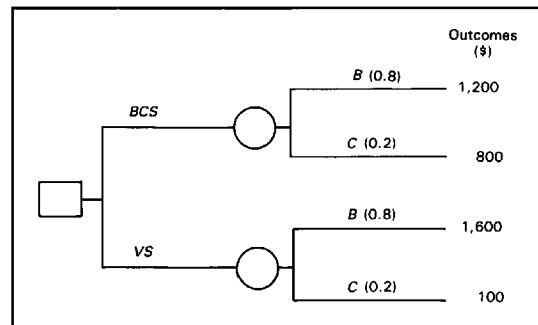 Outcomes
($)
B (0.8)
1,200
BCS
C (0.2)
800
B (0.8)
1,600
VS
C (0.2)
100